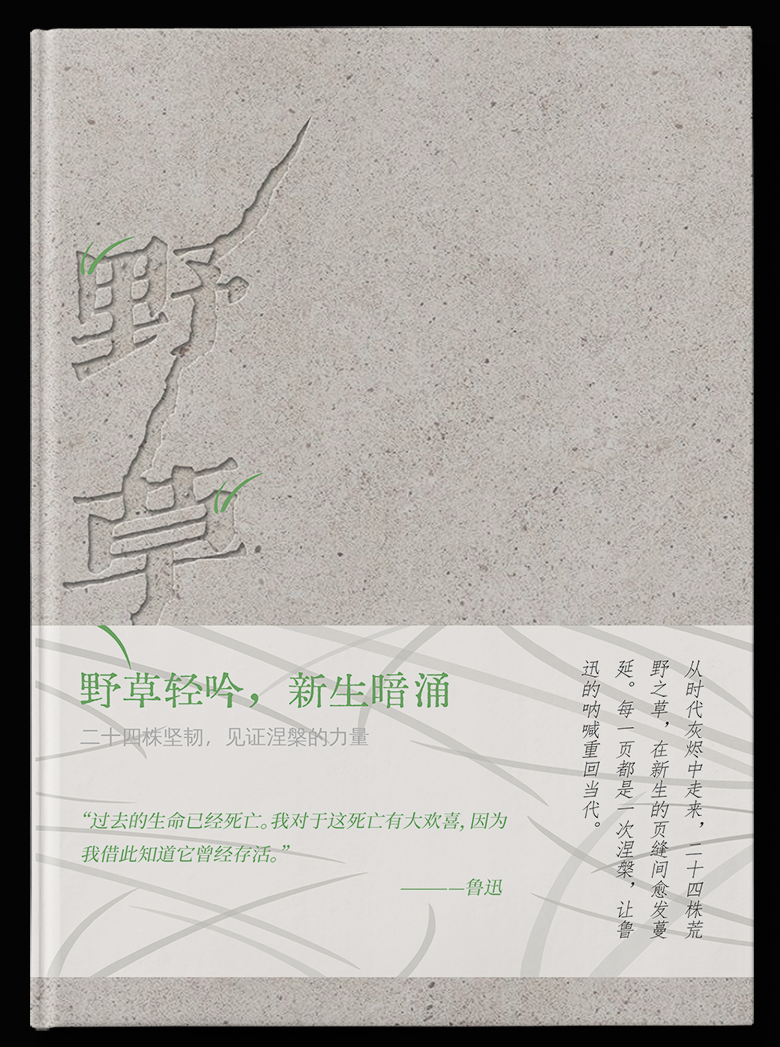 野
草
野草轻吟，新生暗涌
二十四株坚韧，见证涅槃的力量
“过去的生命已经死亡。我对于这死亡有大欢喜，因为
我借此知道它曾经存活。”
———鲁迅
从时代灰烬中走来，二十四株荒
野之草，在新生的页缝间愈发蔓
延。每一页都是一次涅槃，让鲁
迅的呐喊重回当代。